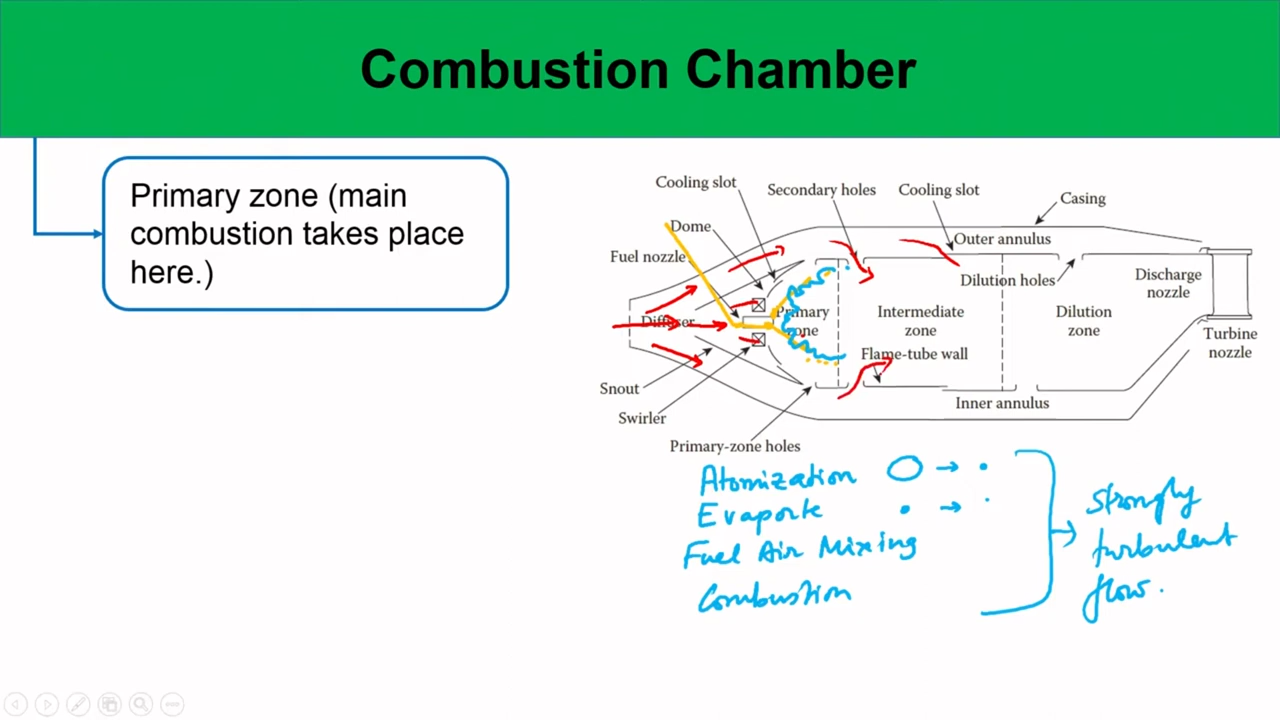 Combustion Chamber
Primary zone (main
combustion takes place
here.)
Cooling slot
Secondary holes
Cooling slot
Casing
Dome
Outer annulus
Fuel nozzle
Dilution holes
Discharge
nozzle
Diffuser
Primary
zone
Intermediate
zone
Dilution
zone
Turbine
nozzle
Flame-tube wall
Snout
Inner annulus
Swirler
Primary-zone holes
Atomization
Evaporte
Fuel Air Mixing
Combustion
strongly
turbulent
flow.